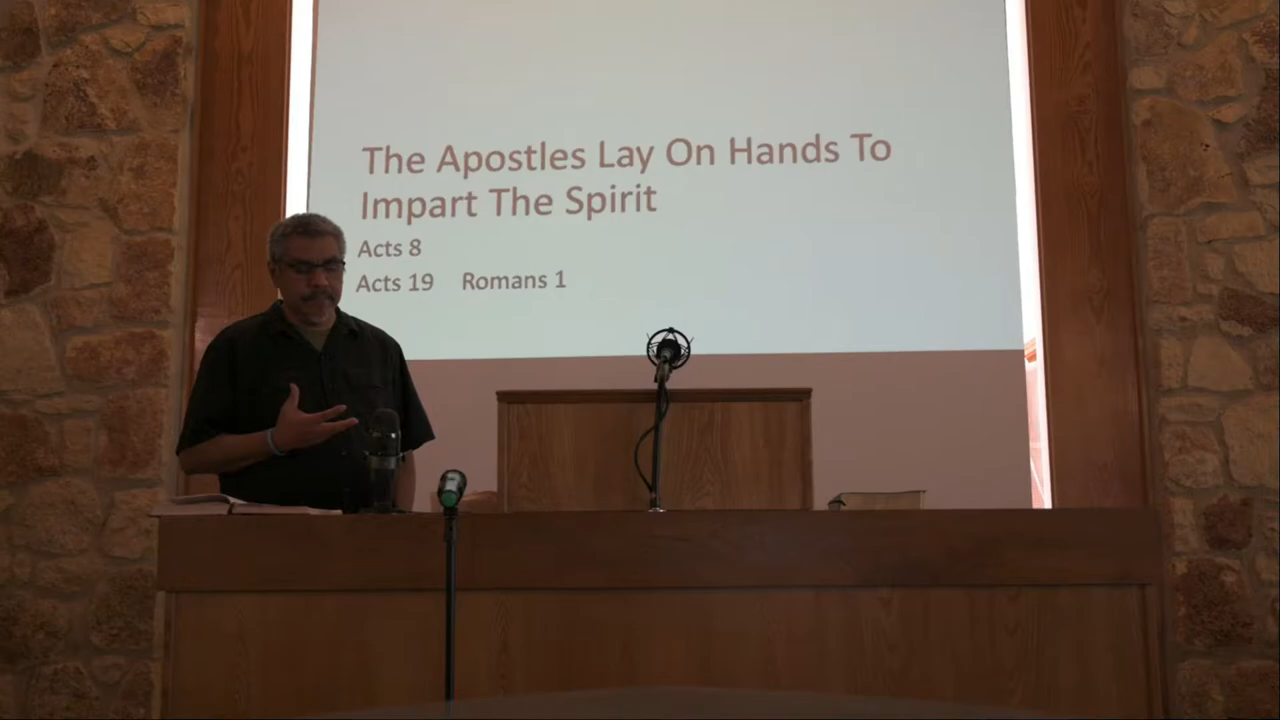 The Apostles Lay On Hands To
Impart The Spirit
Acts 8
Acts 19 Romans 1